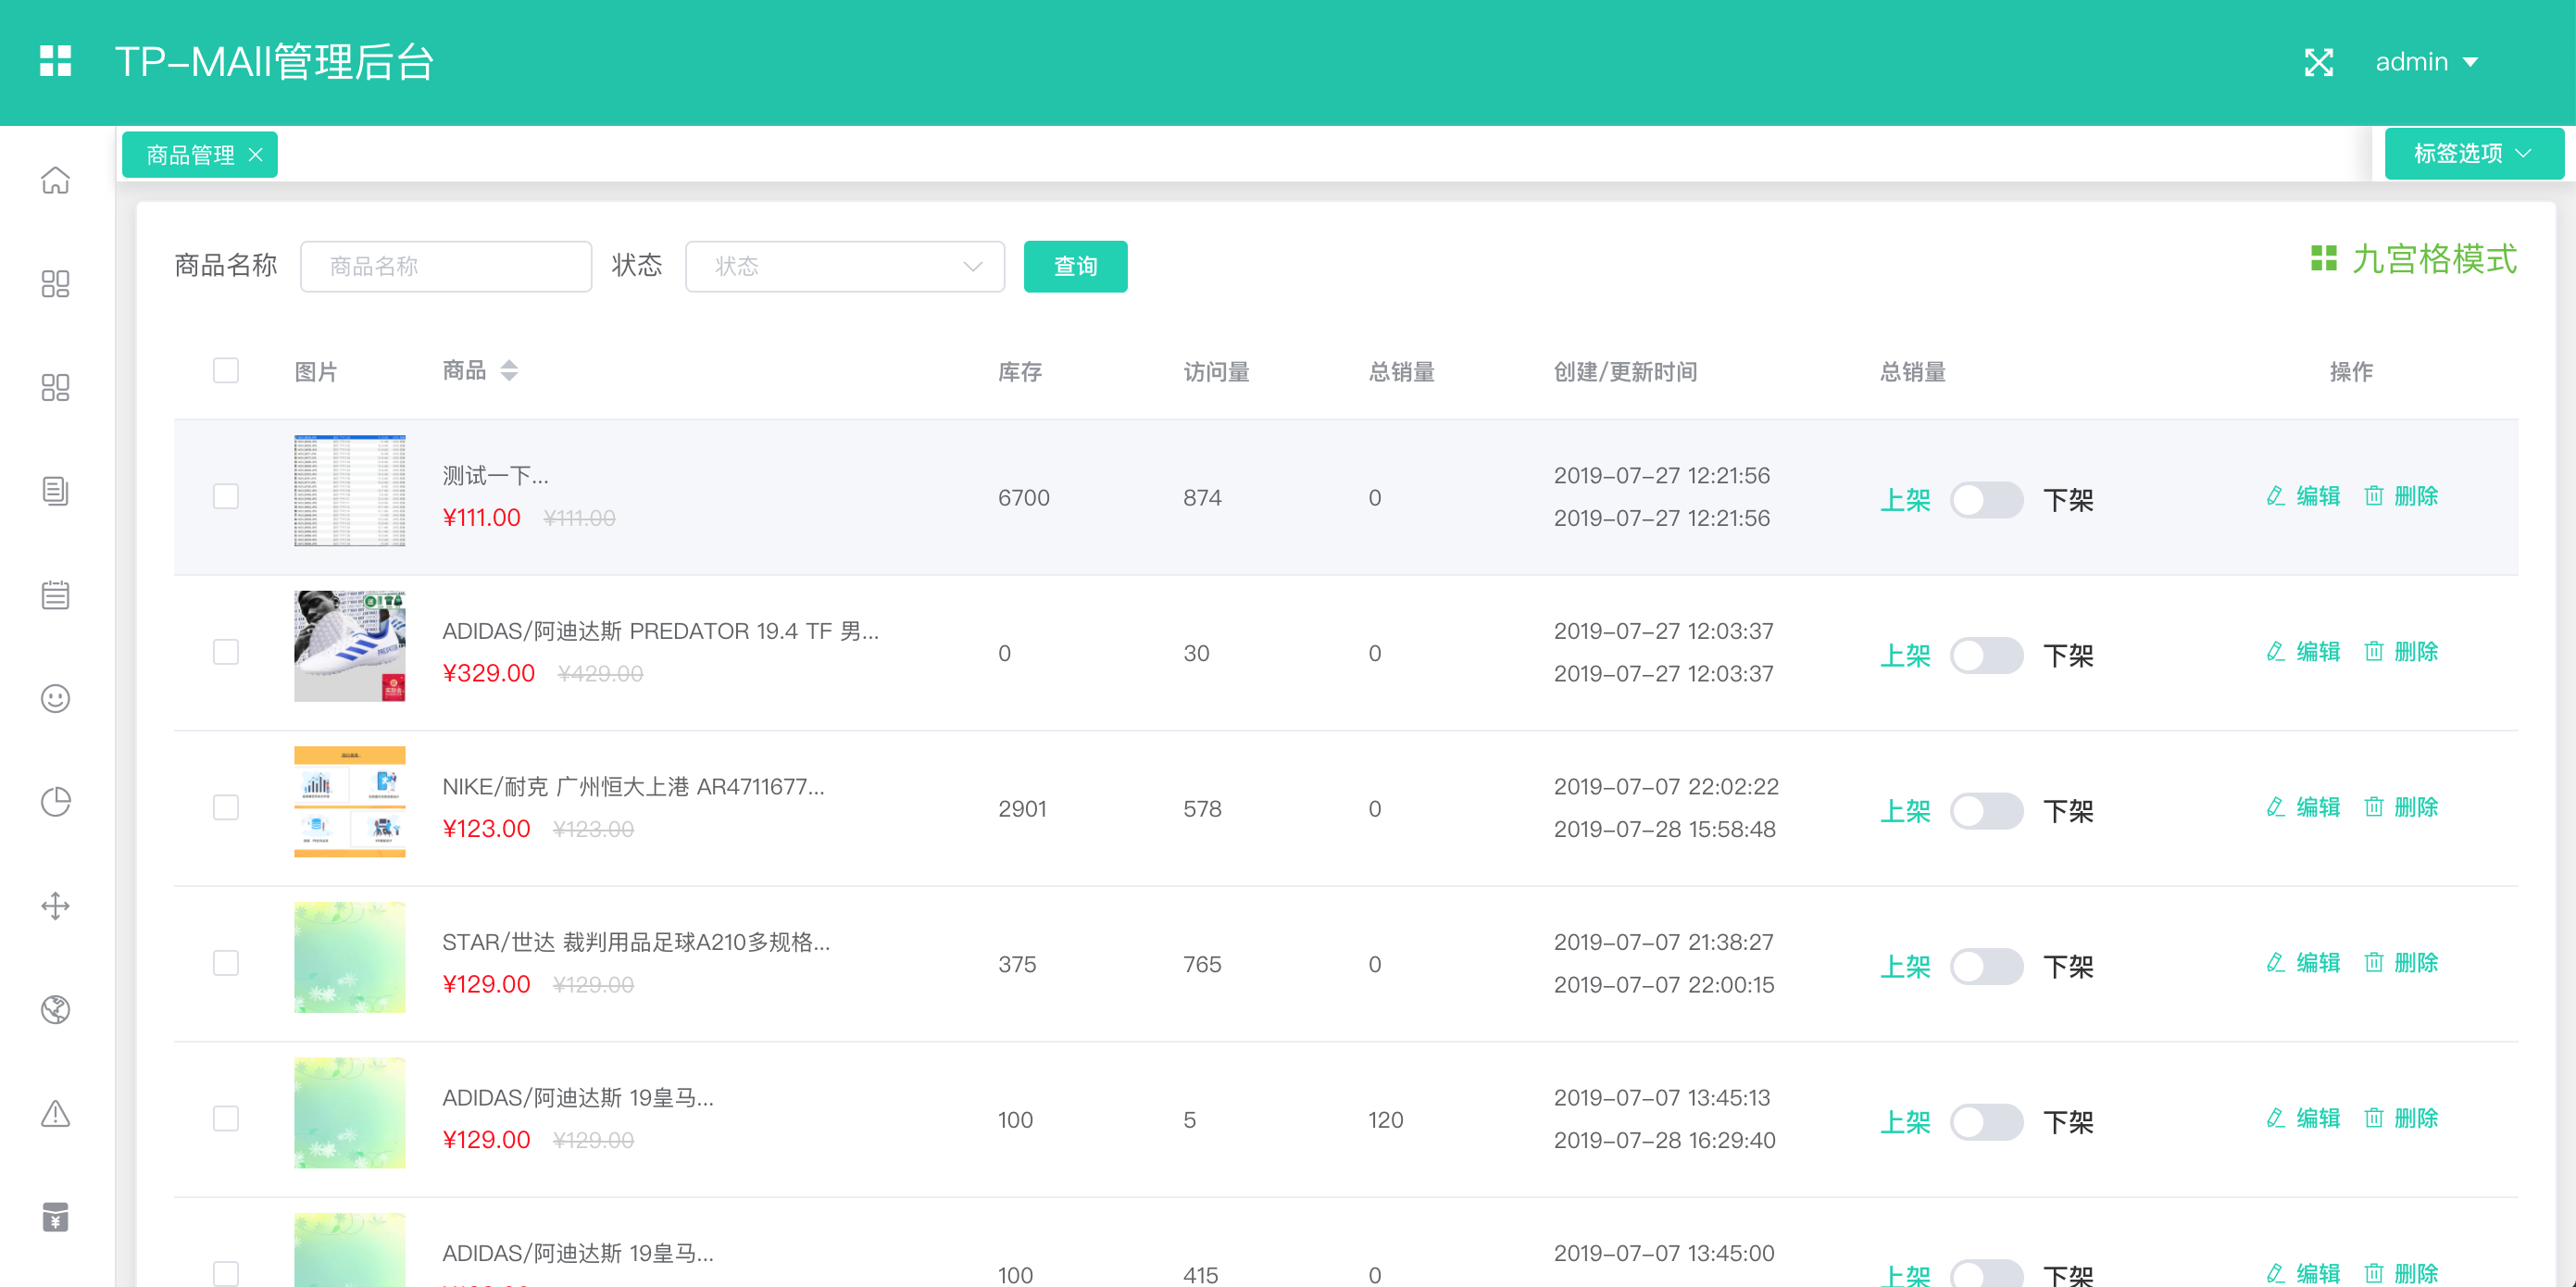 TP-MAll管理后台
admin
商品管理
标签选项
商品名称 商品名称 状态 状态 查询
九宫格模式
图片 商品 库存 访问量 总销量 创建/更新时间 总销量 操作
测试一下...
¥111.00 ¥111.00
6700 874 0
2019-07-27 12:21:56
2019-07-27 12:21:56
上架 下架 编辑 删除
ADIDAS/阿迪达斯 PREDATOR 19.4 TF 男...
¥329.00 ¥429.00
0 30 0
2019-07-27 12:03:37
2019-07-27 12:03:37
上架 下架 编辑 删除
NIKE/耐克 广州恒大上港 AR4711677...
¥123.00 ¥123.00
2901 578 0
2019-07-07 22:02:22
2019-07-28 15:58:48
上架 下架 编辑 删除
STAR/世达 裁判用品足球A210多规格...
¥129.00 ¥129.00
375 765 0
2019-07-07 21:38:27
2019-07-07 22:00:15
上架 下架 编辑 删除
ADIDAS/阿迪达斯 19皇马...
¥129.00 ¥129.00
100 5 120
2019-07-07 13:45:13
2019-07-28 16:29:40
上架 下架 编辑 删除
ADIDAS/阿迪达斯 19皇马...
100 415 0
2019-07-07 13:45:00
上架 下架 编辑 删除